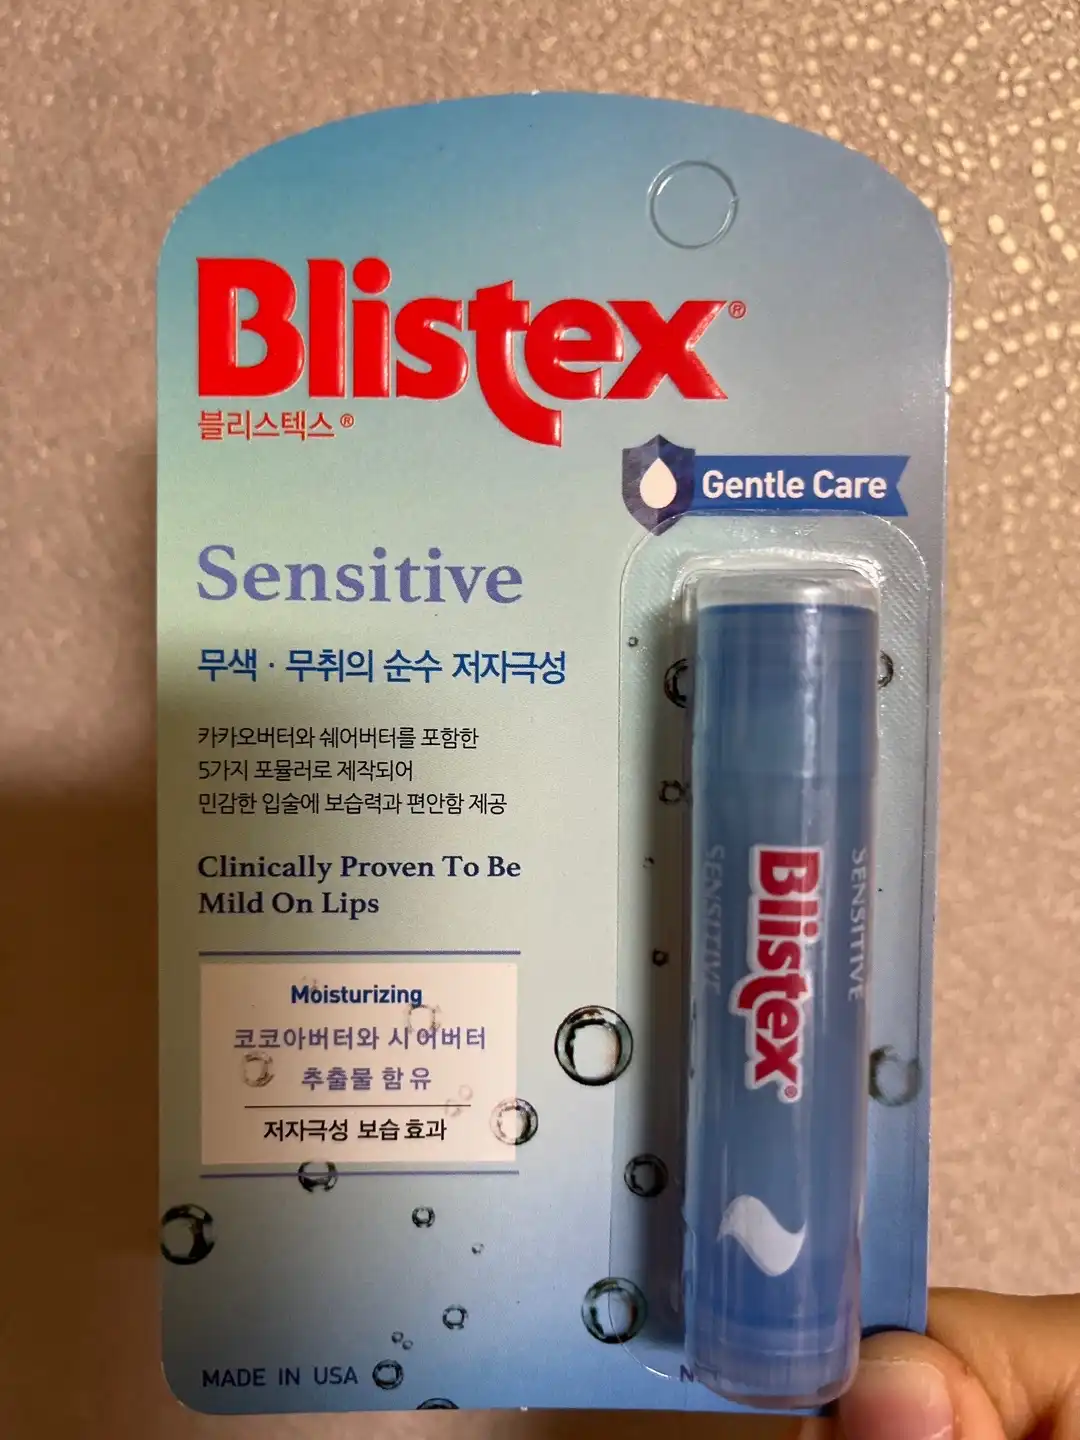 Blistex®
블리스텍스®
Gentle Care
Sensitive
무색 · 무취의 순수 저자극성
카카오버터와 쉐어버터를 포함한
5가지 포뮬러로 제작되어
민감한 입술에 보습력과 편안함 제공
Clinically Proven To Be
Mild On Lips
Moisturizing
코코아버터와 시어버터
추출물 함유
저자극성 보습 효과
SENSITIVE
Blistex®
SENSITIVE
MADE IN USA